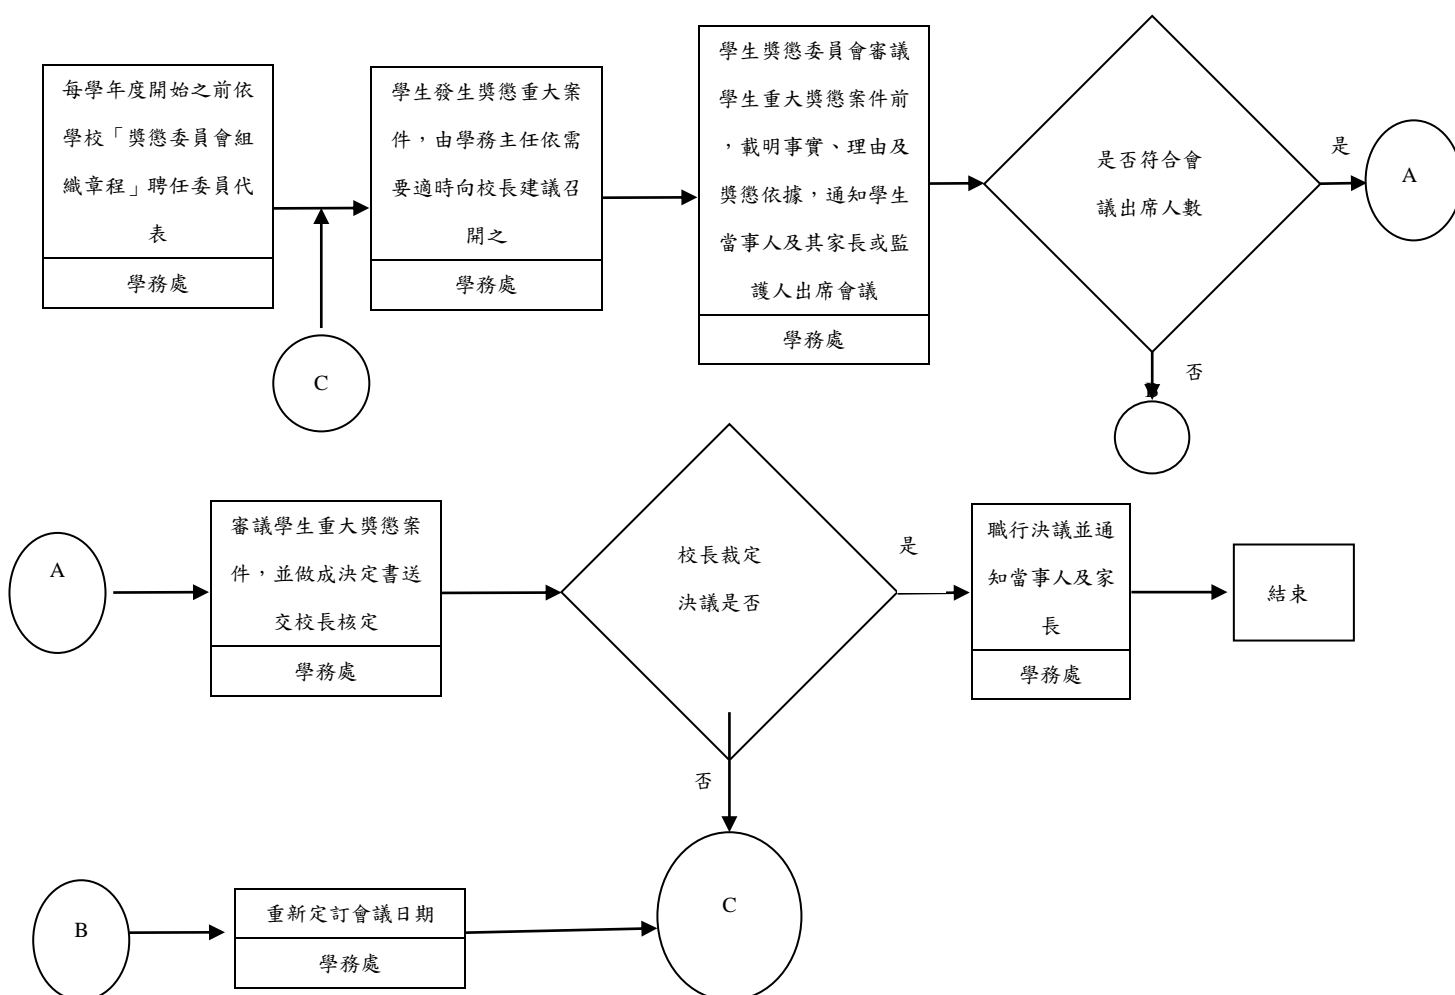 每學年度開始之前依
學校「獎懲委員會組
織章程」聘任委員代
表
學務處
學生發生獎懲重大案
件，由學務主任依需
要適時向校長建議召
開之
學務處
學生獎懲委員會審議
學生重大獎懲案件前
，載明事實、理由及
獎懲依據，通知學生
當事人及其家長或監
護人出席會議
學務處
是否符合會
議出席人數
是
A
否
B
C
A
審議學生重大獎懲案
件，並做成決定書送
交校長核定
學務處
校長裁定
決議是否
是
職行決議並通
知當事人及家
長
學務處
結束
否
C
B
重新定訂會議日期
學務處